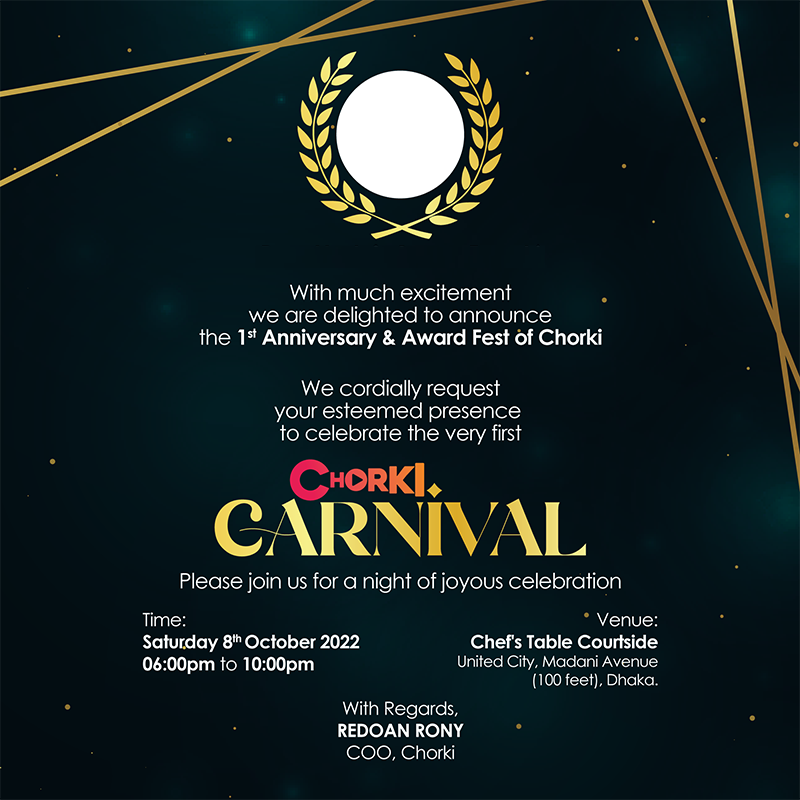 With much excitement
we are delighted to announce
the 1st Anniversary & Award Fest of Chorki
We cordially request
your esteemed presence
to celebrate the very first
CHORKI
CARNIVAL
Please join us for a night of joyous celebration
Time:
Saturday 8th October 2022
06:00pm to 10:00pm
Venue:
Chef's Table Courtside
United City, Madani Avenue
(100 feet), Dhaka.
With Regards,
REDOAN RONY
COO, Chorki